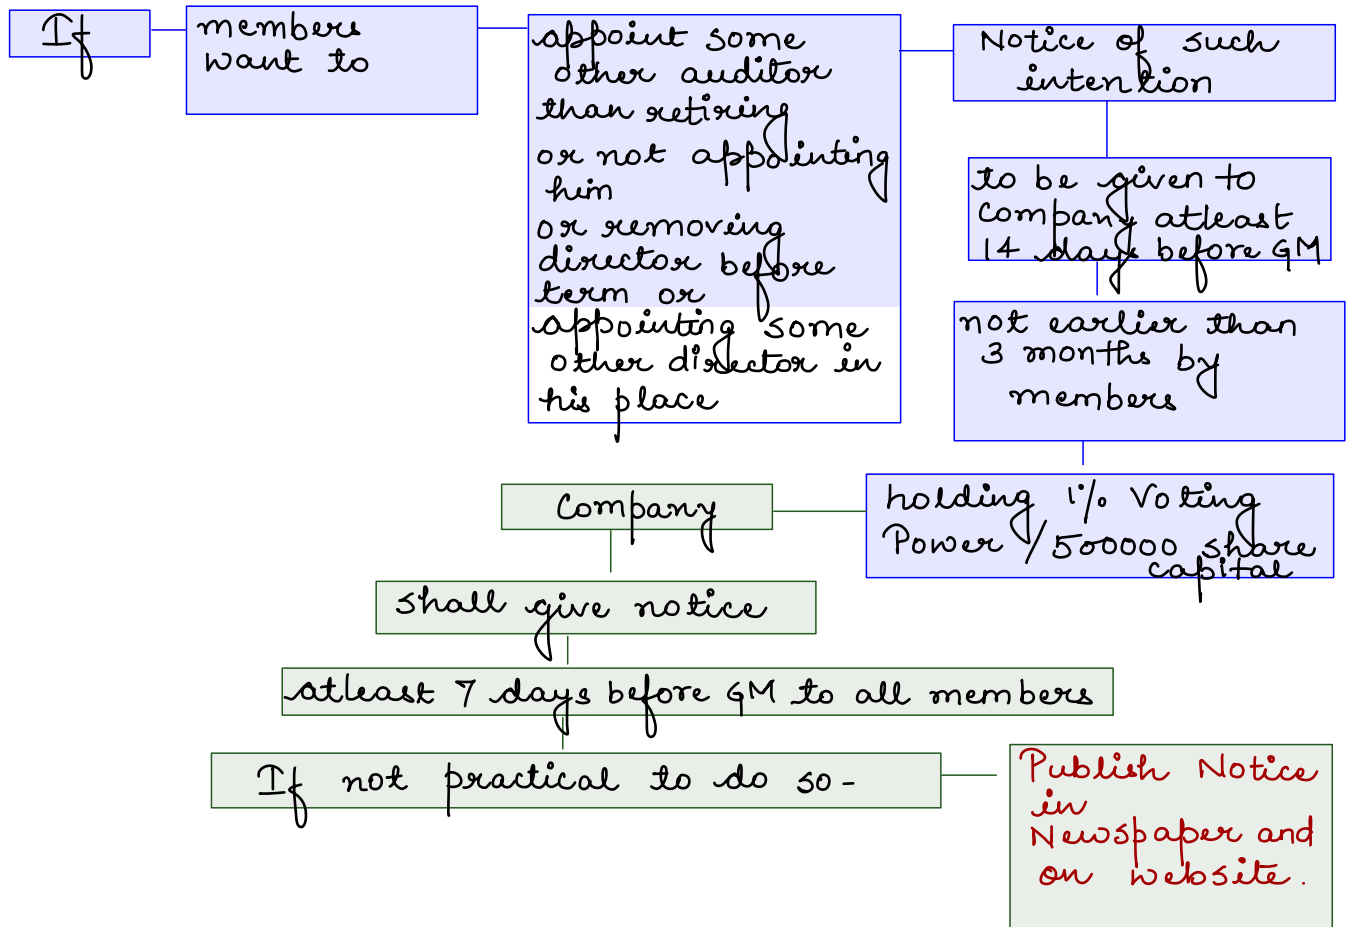 If
members
want to
appoint some
other auditor
than retiring
or not appointing
him
or removing
director before
term or
appointing some
other director in
his place
Notice of such
intention
to be given to
Company atleast
14 days before GM
not earlier than
3 months by
members
holding 1% Voting
Power / 500000 share
capital
Company
shall give notice
atleast 7 days before GM to all members
If not practical to do so -
Publish Notice
in
Newspaper and
on website.